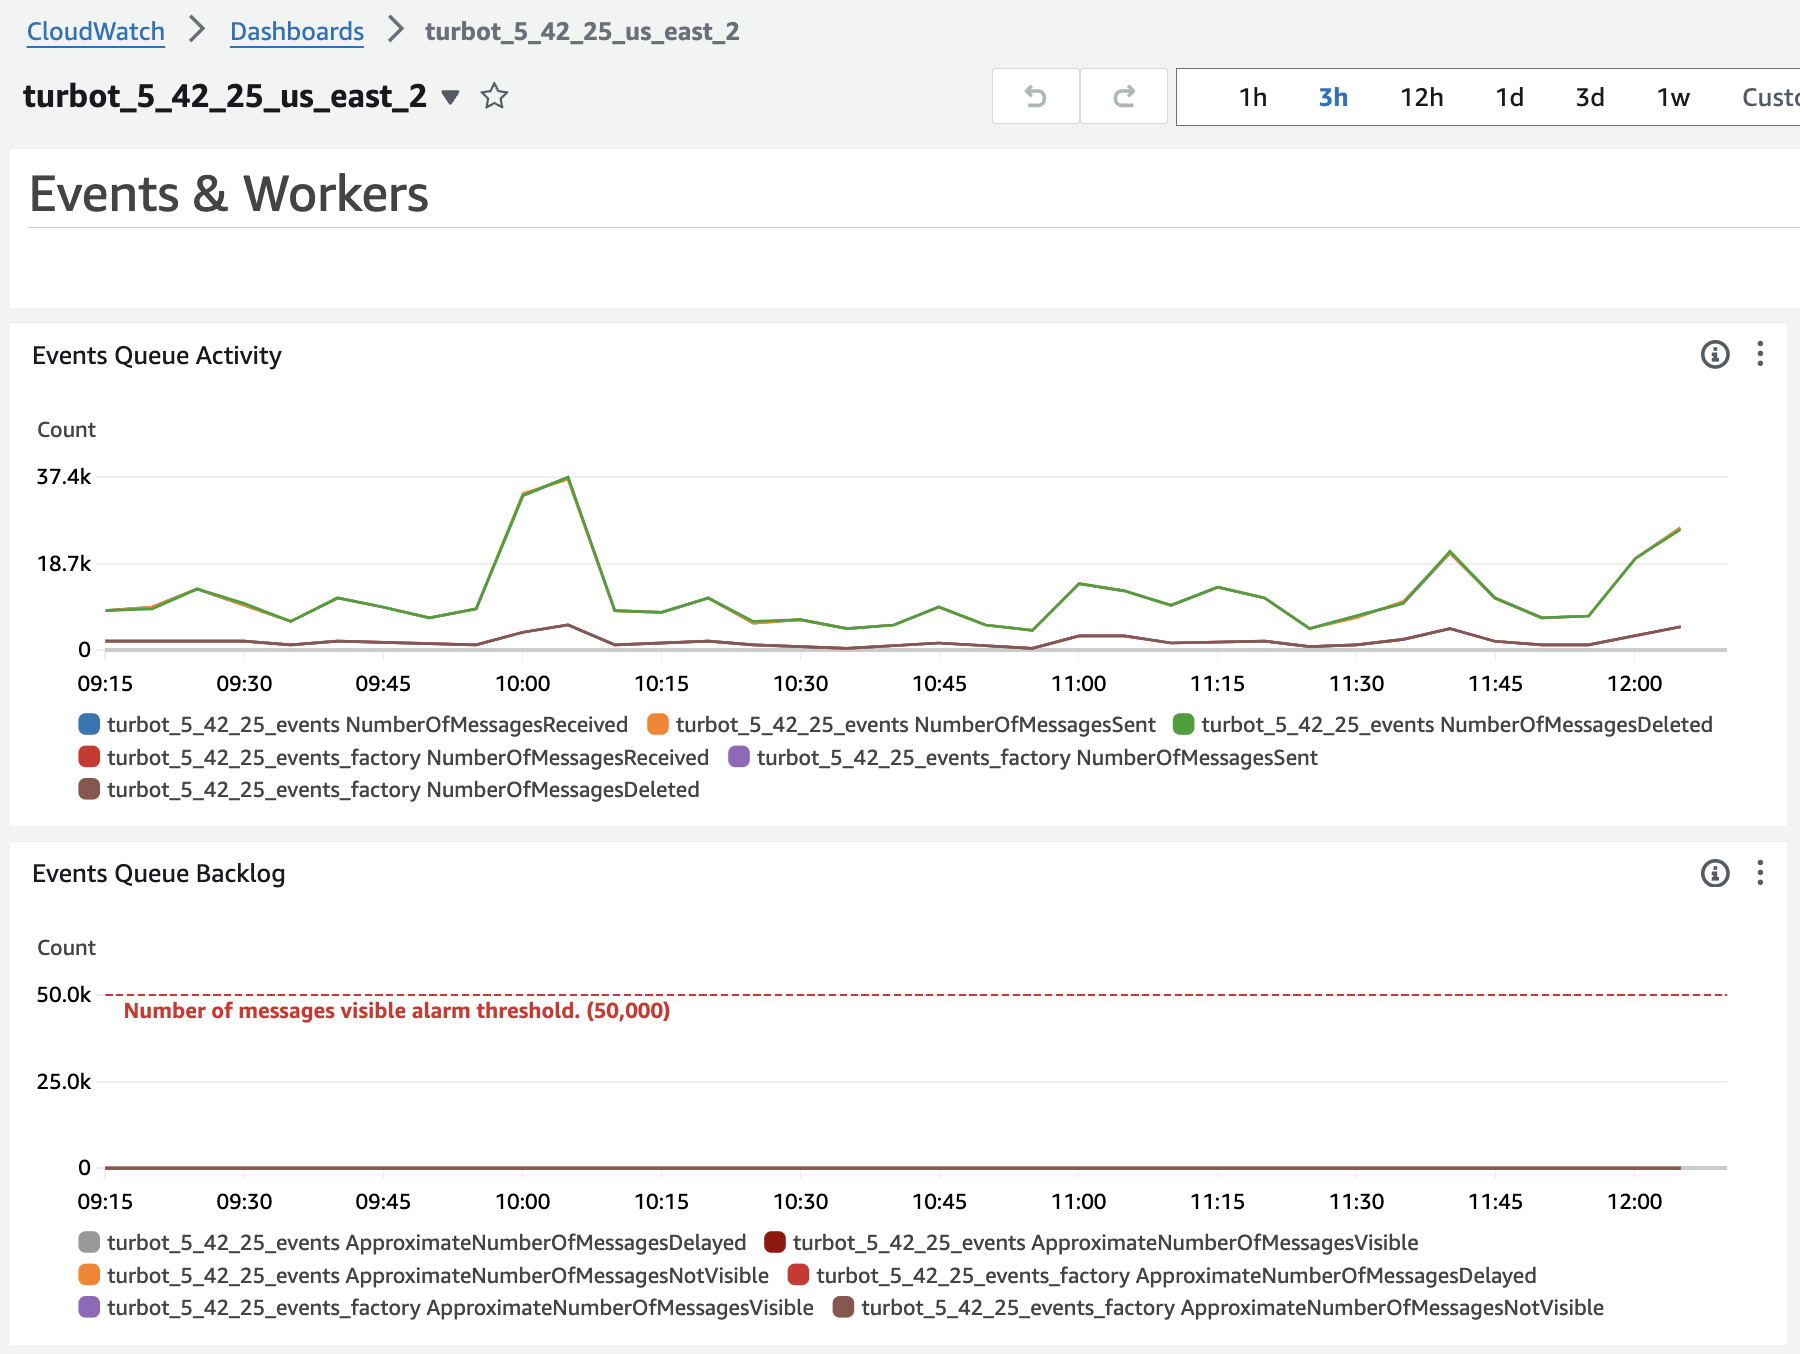 CloudWatch > Dashboards > turbot_5_42_25_us_east_2
turbot_5_42_25_us_east_2
1h 3h 12h 1d 3d 1w Custo
Events & Workers
Events Queue Activity
Count
37.4k
18.7k
0
09:15 09:30 09:45 10:00 10:15 10:30 10:45 11:00 11:15 11:30 11:45 12:00
turbot_5_42_25_events NumberOfMessagesReceived turbot_5_42_25_events NumberOfMessagesSent turbot_5_42_25_events NumberOfMessagesDeleted
turbot_5_42_25_events_factory NumberOfMessagesReceived turbot_5_42_25_events_factory NumberOfMessagesSent
turbot_5_42_25_events_factory NumberOfMessagesDeleted
Events Queue Backlog
Count
50.0k
Number of messages visible alarm threshold. (50,000)
25.0k
0
09:15 09:30 09:45 10:00 10:15 10:30 10:45 11:00 11:15 11:30 11:45 12:00
turbot_5_42_25_events ApproximateNumberOfMessagesDelayed turbot_5_42_25_events ApproximateNumberOfMessagesVisible
turbot_5_42_25_events ApproximateNumberOfMessagesNotVisible turbot_5_42_25_events_factory ApproximateNumberOfMessagesDelayed
turbot_5_42_25_events_factory ApproximateNumberOfMessagesVisible turbot_5_42_25_events_factory ApproximateNumberOfMessagesNotVisible